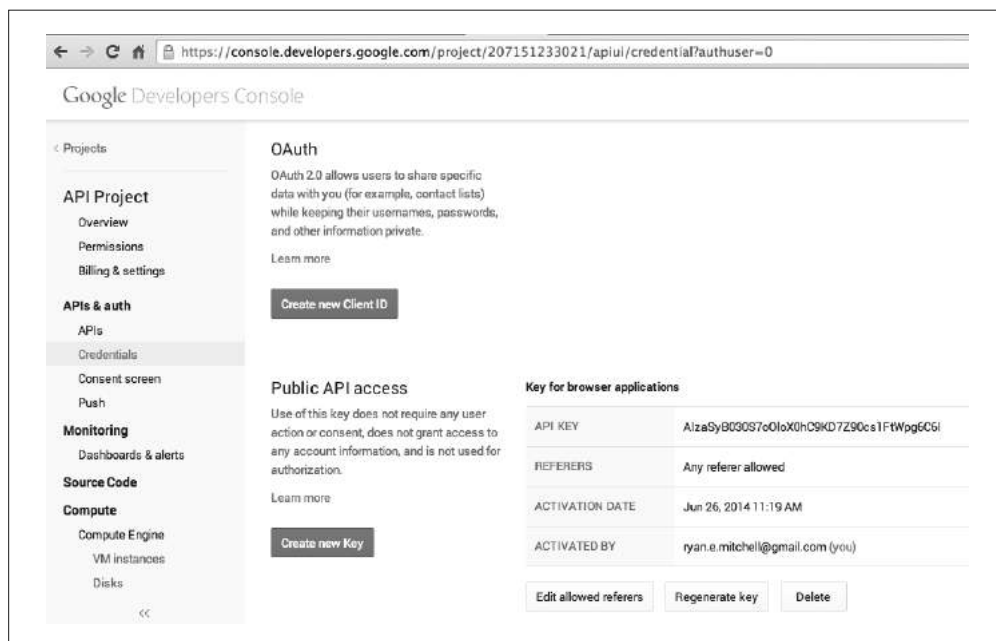 https://console.developers.google.com/project/207151233021/apiui/credential?authuser=0
Google Developers Console
< Projects
API Project
Overview
Permissions
Billing & settings
APIs & auth
APIs
Credentials
Consent screen
Push
Monitoring
Dashboards & alerts
Source Code
Compute
Compute Engine
VM instances
Disks
<<
OAuth
OAuth 2.0 allows users to share specific
data with you (for example, contact lists)
while keeping their usernames, passwords,
and other information private.
Learn more
Create new Client ID
Public API access
Use of this key does not require any user
action or consent, does not grant access to
any account information, and is not used for
authorization.
Learn more
Create new Key
Key for browser applications
API KEY
REFERERS Any referer allowed
ACTIVATION DATE Jun 26, 2014 11:19 AM
ACTIVATED BY ryan.e.mitchell@gmail.com (you)
Edit allowed referers Regenerate key Delete